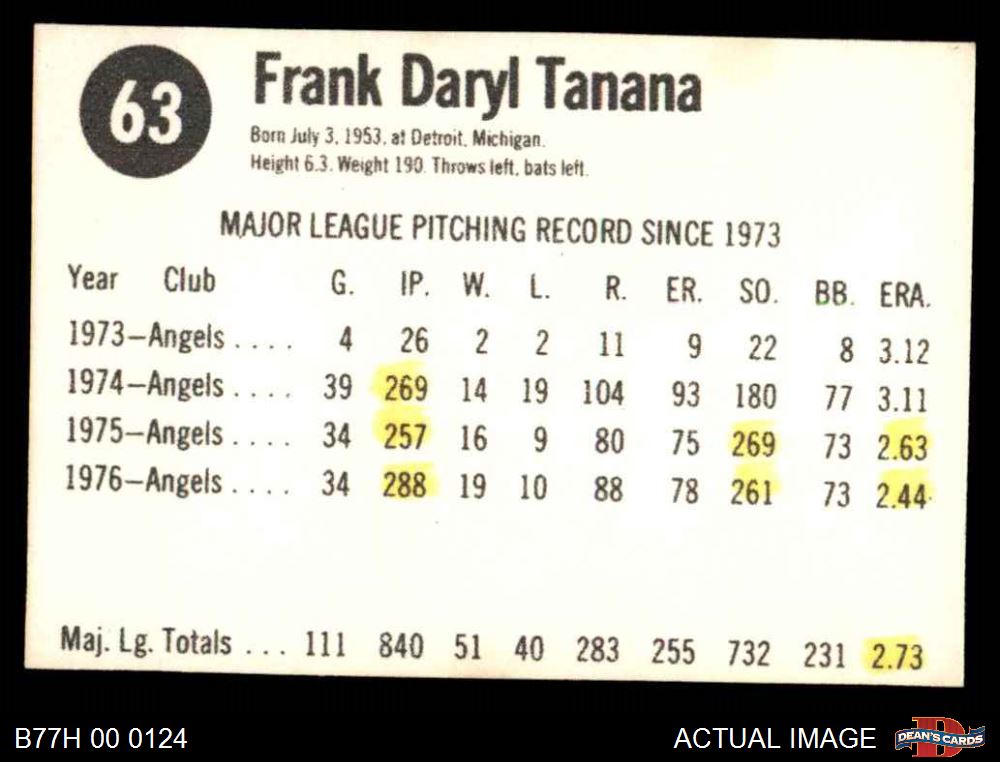 63
Frank Daryl Tanana
Born July 3, 1953, at Detroit, Michigan.
Height 6.3. Weight 190. Throws left, bats left.
MAJOR LEAGUE PITCHING RECORD SINCE 1973
Year Club G. IP. W. L. R. ER. SO. BB. ERA.
1973—Angels .... 4 26 2 2 11 9 22 8 3.12
1974—Angels .... 39 269 14 19 104 93 180 77 3.11
1975—Angels .... 34 257 16 9 80 75 269 73 2.63
1976—Angels .... 34 288 19 10 88 78 261 73 2.44
Maj. Lg. Totals ... 111 840 51 40 283 255 732 231 2.73
B77H 00 0124
ACTUAL IMAGE
D
DEAN'S CARDS